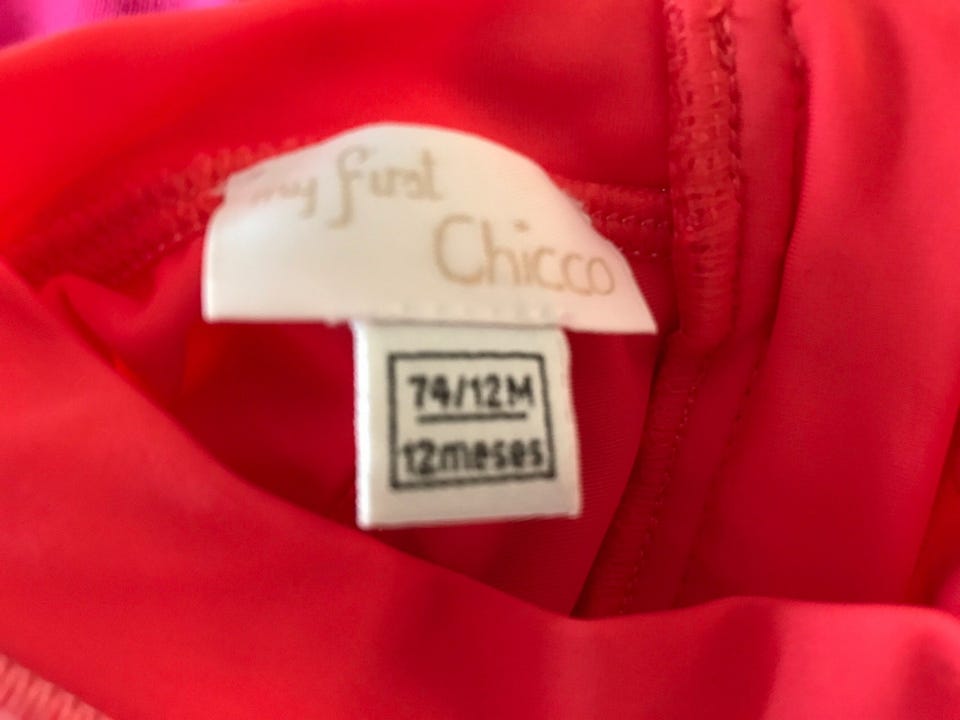 my first
Chicco
74/12M
12meses